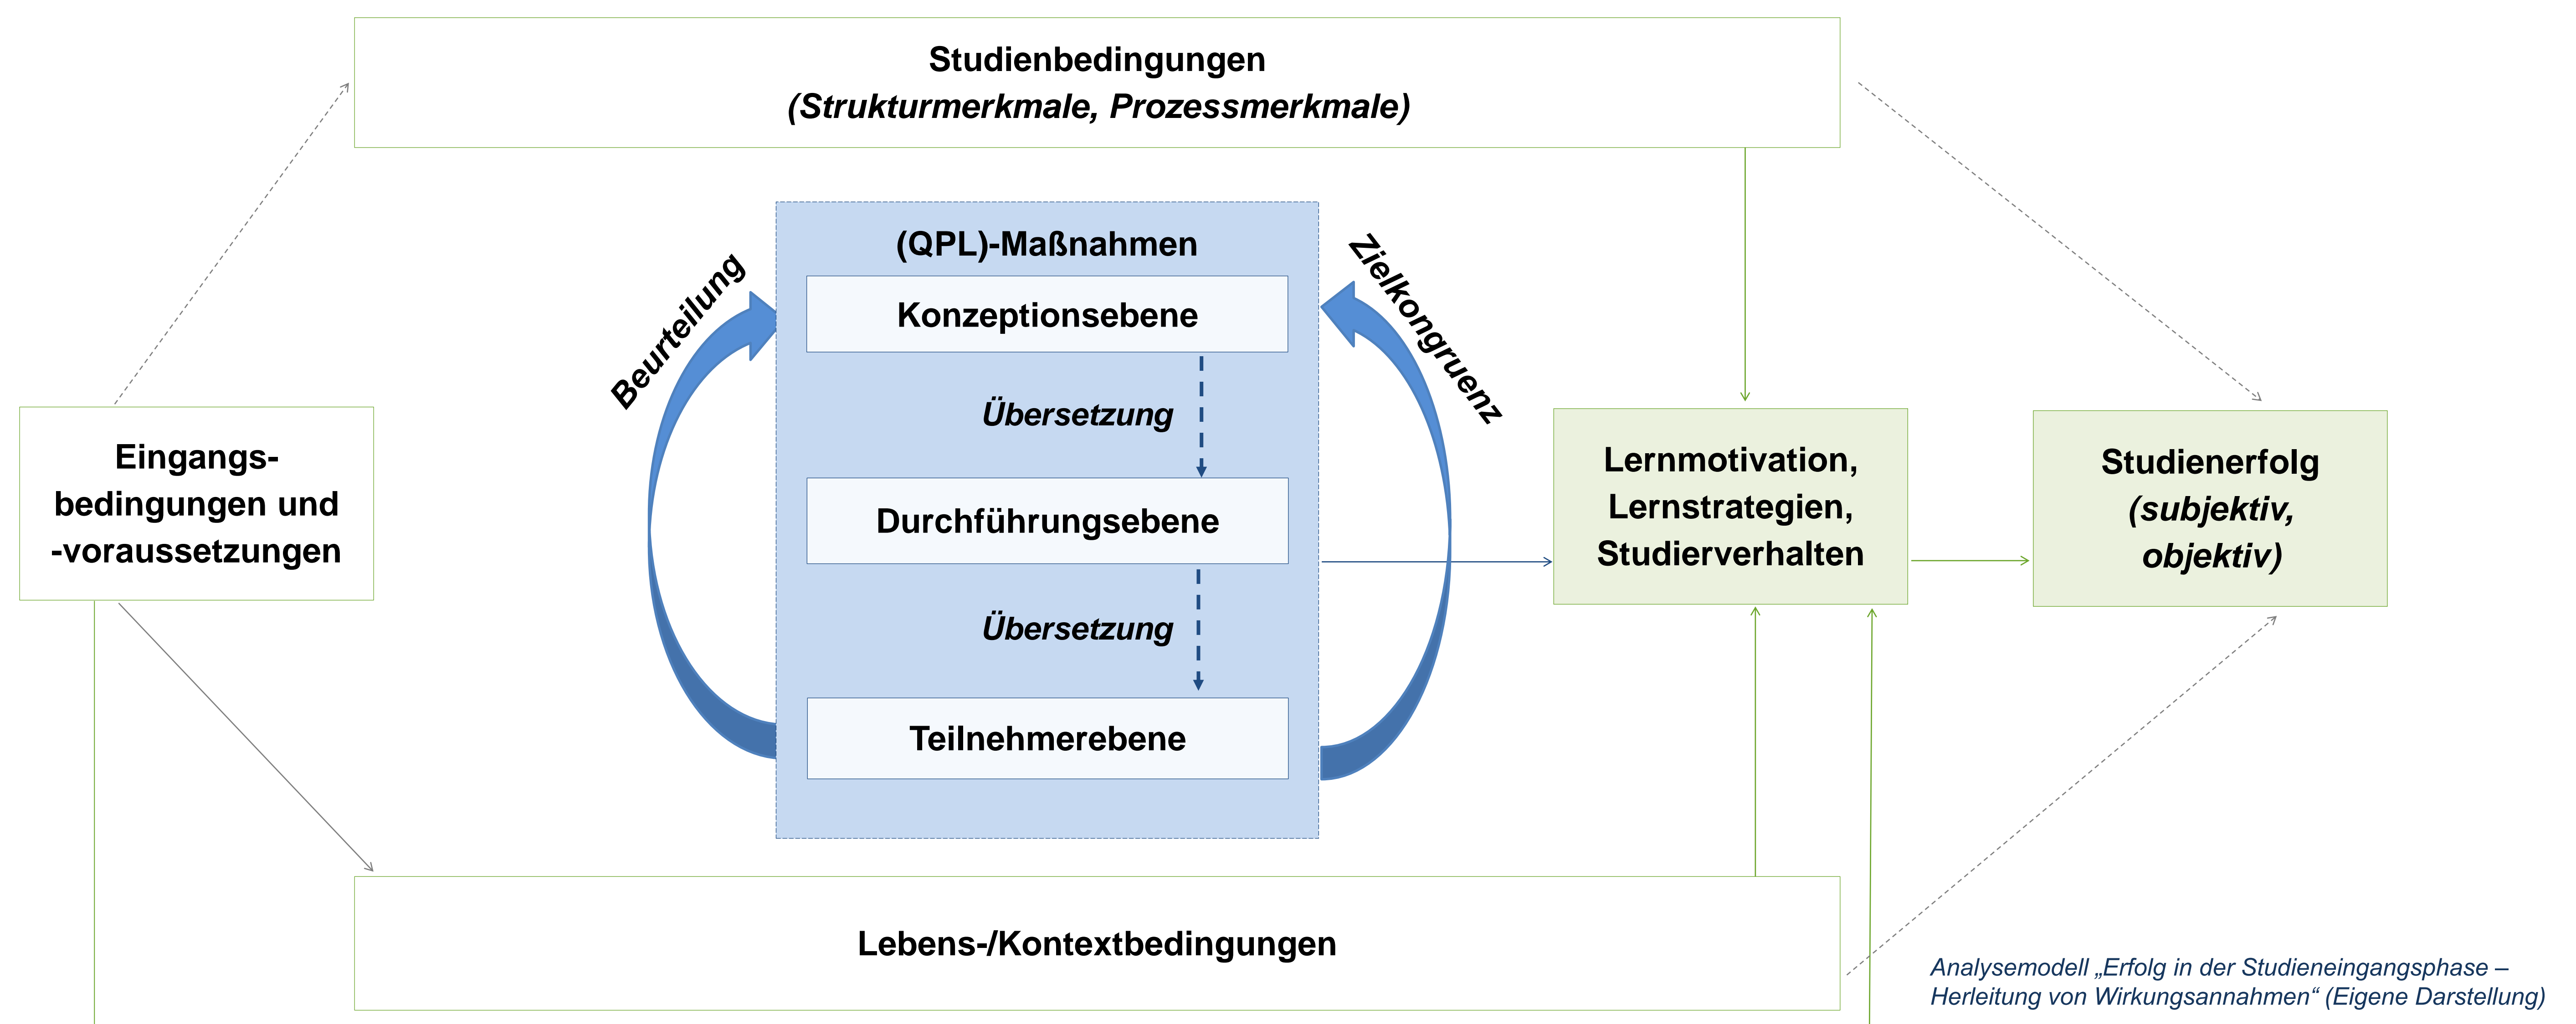 Studienbedingungen
(Strukturmerkmale, Prozessmerkmale)
(QPL)-Maßnahmen
Beurteilung
Zielkongruenz
Konzeptionsebene
Übersetzung
Eingangs-
bedingungen und
-voraussetzungen
Durchführungsebene
Lernmotivation,
Lernstrategien,
Studierverhalten
Studienerfolg
(subjektiv,
objektiv)
Übersetzung
Teilnehmerebene
Lebens-/Kontextbedingungen
Analysemodell „Erfolg in der Studieneingangsphase –
Herleitung von Wirkungsannahmen“ (Eigene Darstellung)